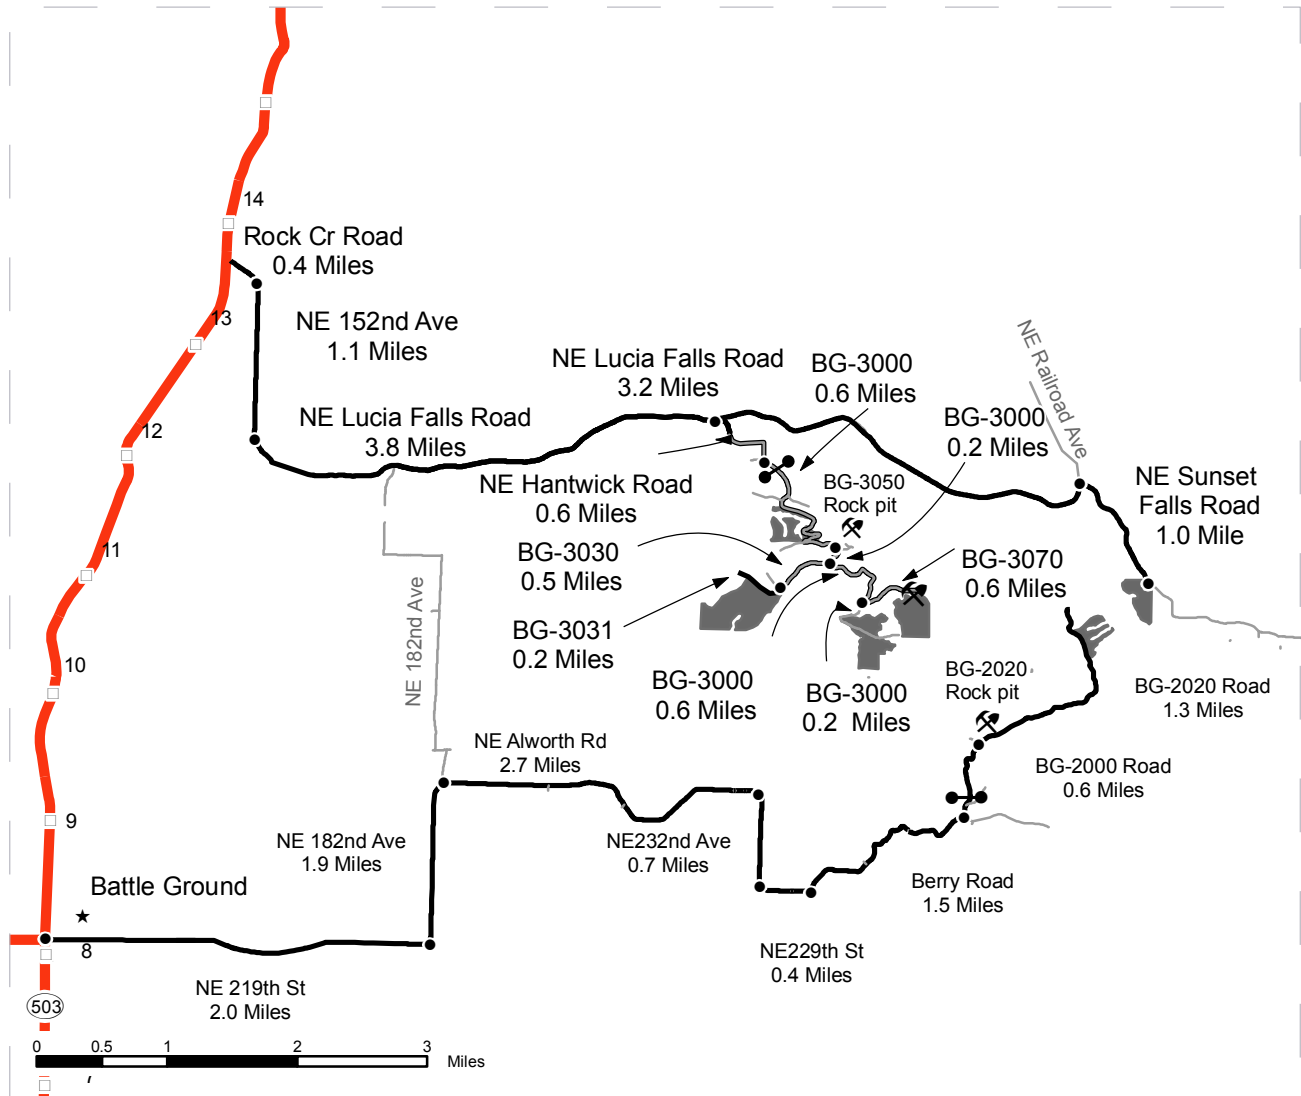 14
Rock Cr Road
0.4 Miles
13
NE 152nd Ave
1.1 Miles
NE Lucia Falls Road
3.2 Miles
BG-3000
0.6 Miles
NE Railroad Ave
12
NE Lucia Falls Road
3.8 Miles
BG-3000
0.2 Miles
NE Hantwick Road
0.6 Miles
BG-3050
Rock pit
NE Sunset
Falls Road
1.0 Mile
11
BG-3030
0.5 Miles
BG-3070
0.6 Miles
NE 182nd Ave
BG-3031
0.2 Miles
10
BG-3000
0.6 Miles
BG-3000
0.2 Miles
BG-2020
Rock pit
BG-2020 Road
1.3 Miles
NE Alworth Rd
2.7 Miles
BG-2000 Road
0.6 Miles
9
NE 182nd Ave
1.9 Miles
NE232nd Ave
0.7 Miles
Battle Ground
Berry Road
1.5 Miles
8
NE229th St
0.4 Miles
NE 219th St
2.0 Miles
503
0 0.5 1 2 3
Miles